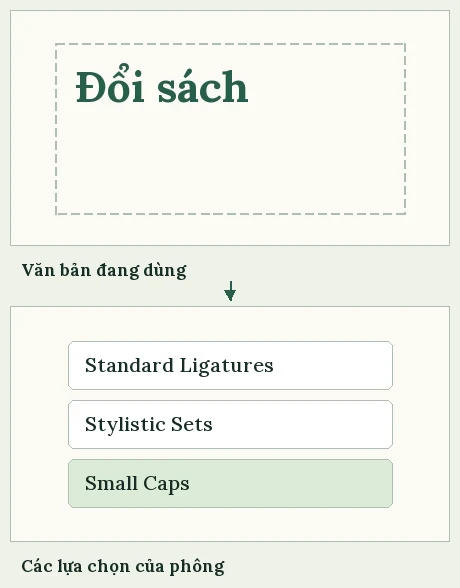 Đổi sách
Văn bản đang dùng
Standard Ligatures
Stylistic Sets
Small Caps
Các lựa chọn của phông